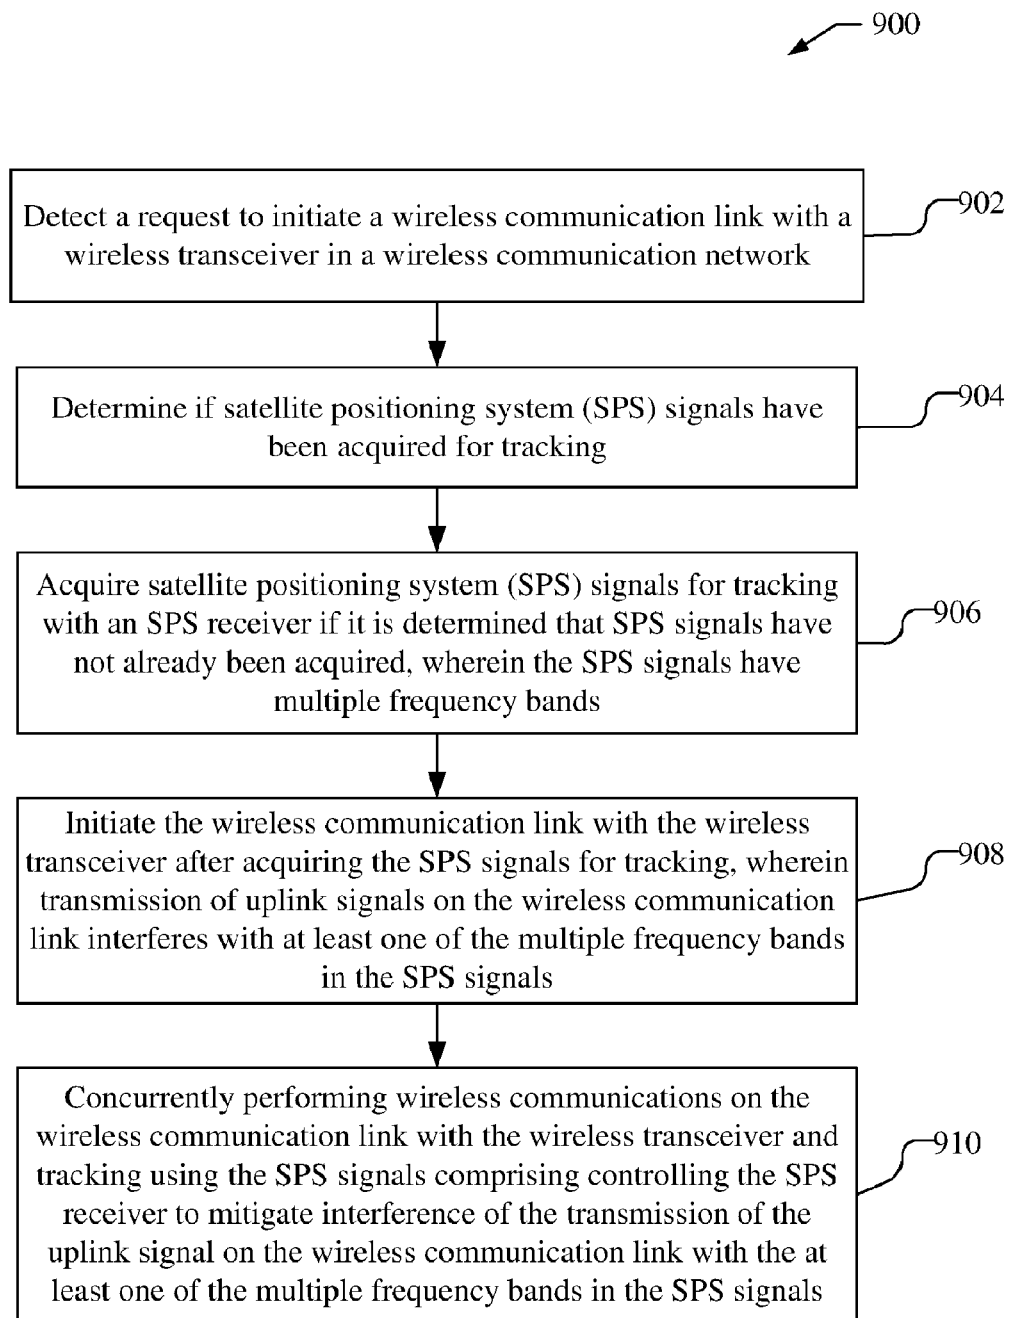 900
Detect a request to initiate a wireless communication link with a
wireless transceiver in a wireless communication network
902
Determine if satellite positioning system (SPS) signals have
been acquired for tracking
904
Acquire satellite positioning system (SPS) signals for tracking
with an SPS receiver if it is determined that SPS signals have
not already been acquired, wherein the SPS signals have
multiple frequency bands
906
Initiate the wireless communication link with the wireless
transceiver after acquiring the SPS signals for tracking, wherein
transmission of uplink signals on the wireless communication
link interferes with at least one of the multiple frequency bands
in the SPS signals
908
Concurrently performing wireless communications on the
wireless communication link with the wireless transceiver and
tracking using the SPS signals comprising controlling the SPS
receiver to mitigate interference of the transmission of the
uplink signal on the wireless communication link with the at
least one of the multiple frequency bands in the SPS signals
910